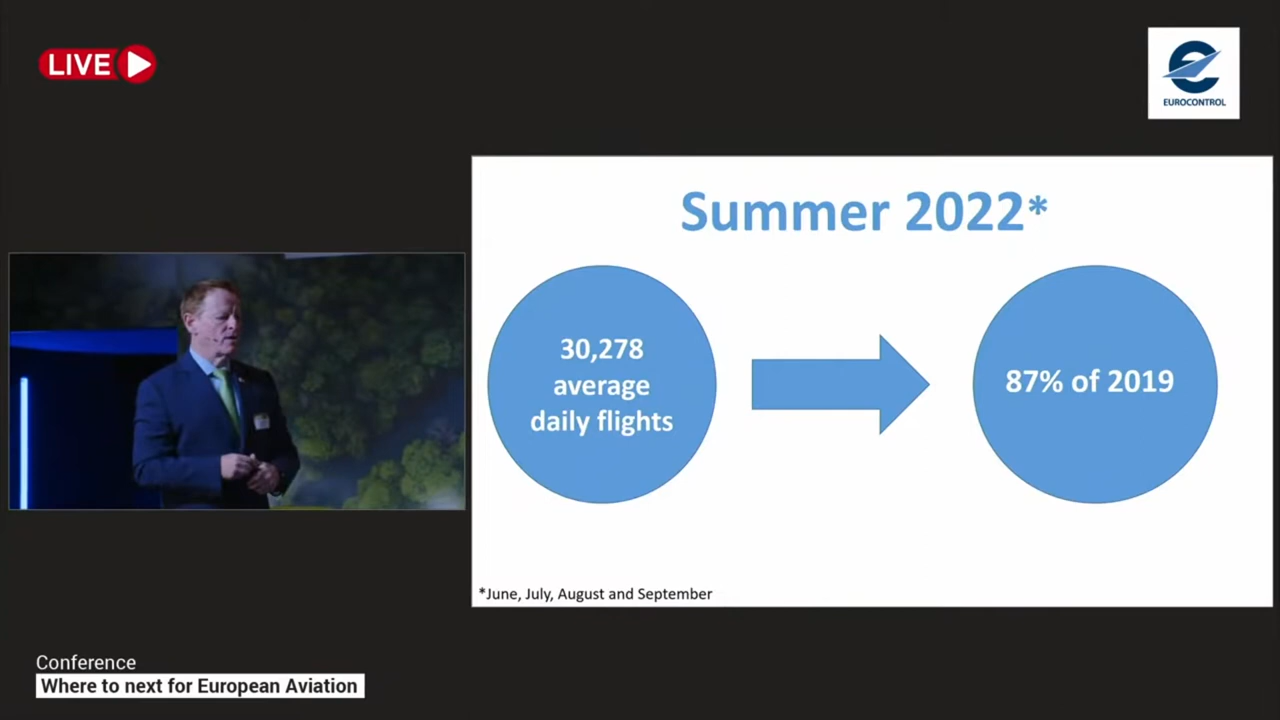 LIVE
EUROCONTROL
Summer 2022*
30,278
average
daily flights
87% of 2019
*June, July, August and September
Conference
Where to next for European Aviation